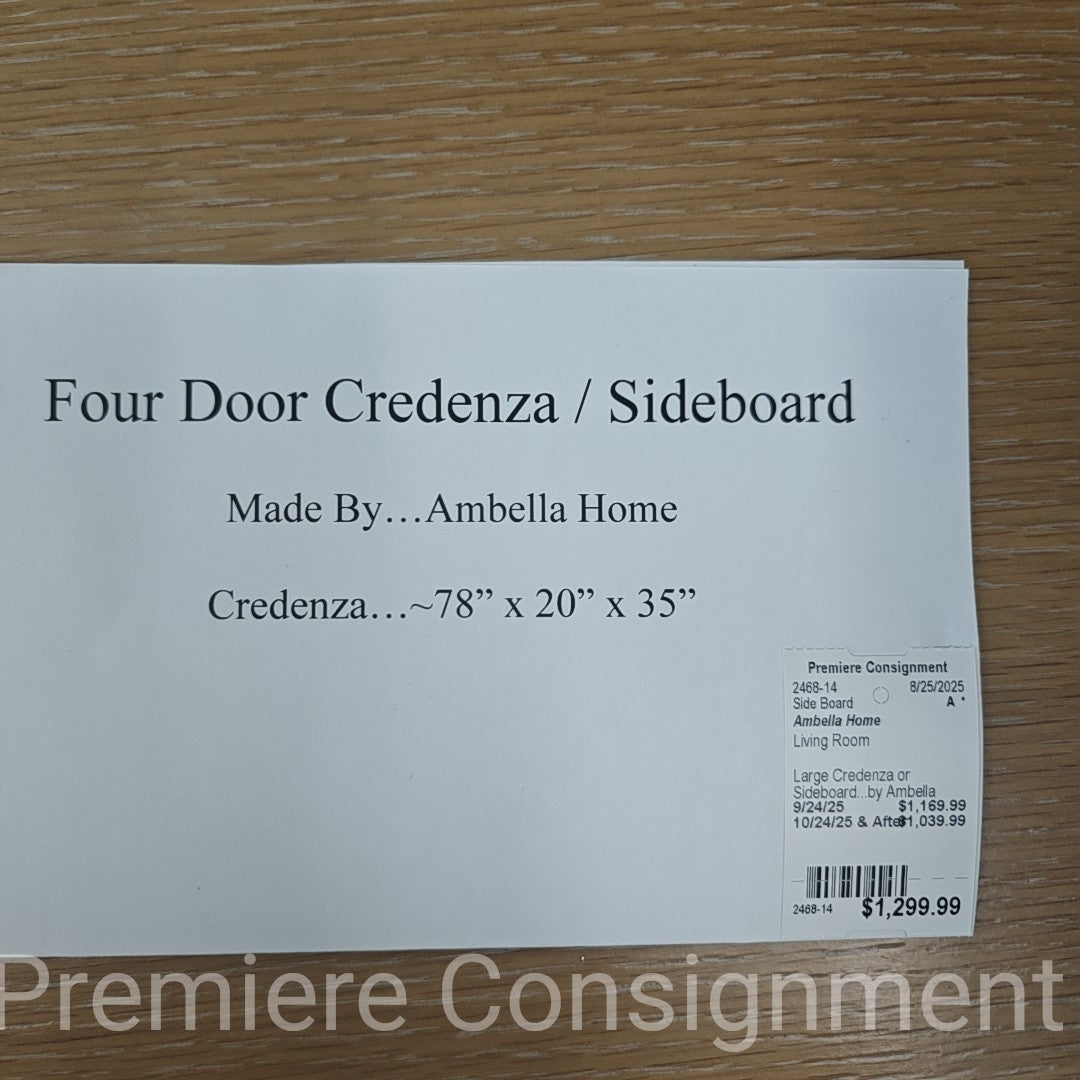 Four Door Credenza / Sideboard
Made By…Ambella Home
Credenza…~78” x 20” x 35”
Premiere Consignment
2468-14 8/25/2025
Side Board A *
Ambella Home
Living Room
Large Credenza or
Sideboard...by Ambella
9/24/25 $1,169.99
10/24/25 & After $1,039.99
2468-14 $1,299.99
Premiere Consignment